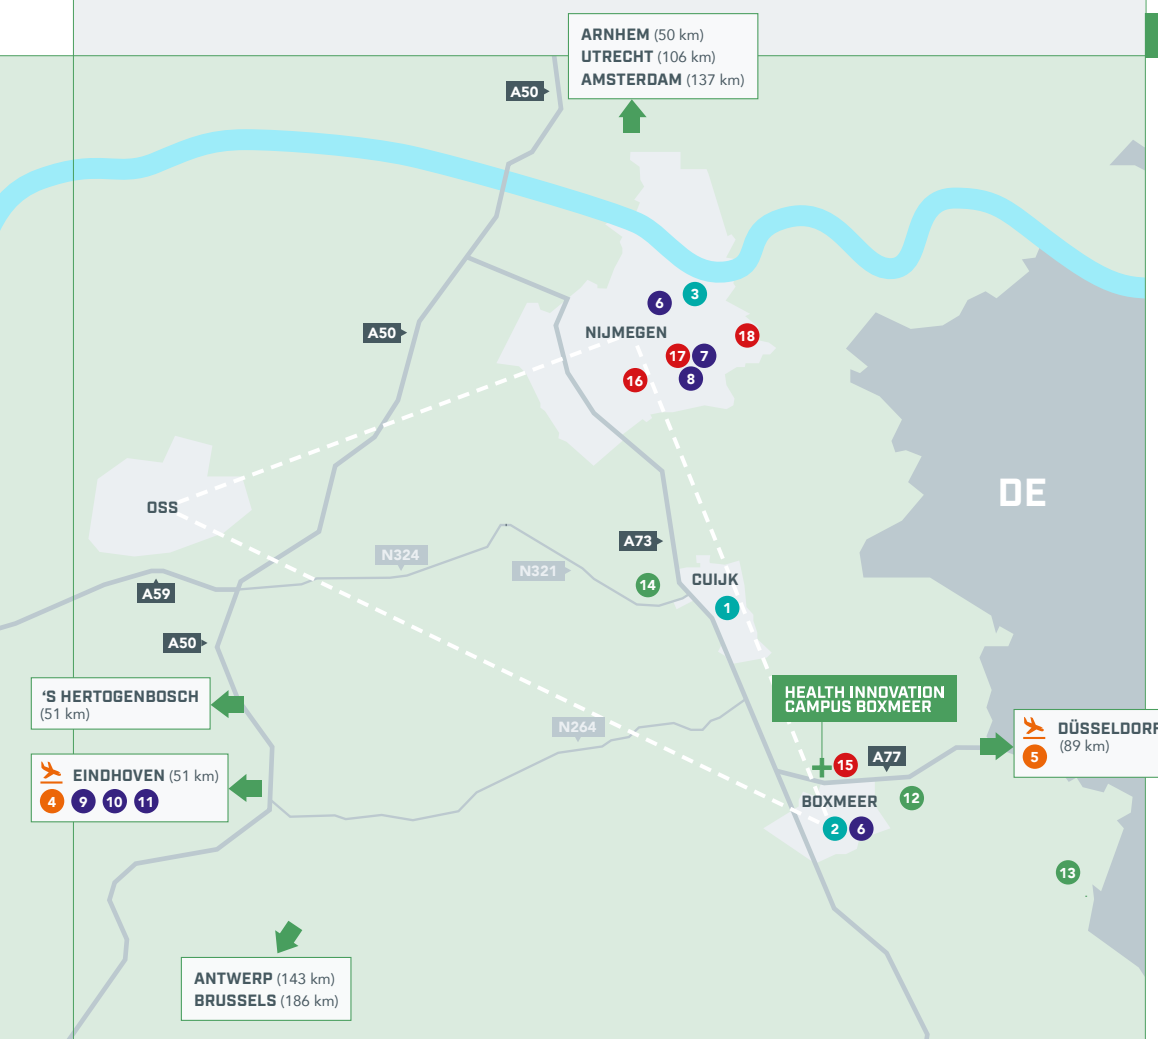 ARNHEM (50 km)
UTRECHT (106 km)
AMSTERDAM (137 km)
A50
3
6
NIJMEGEN
18
A50
17
7
16
8
DE
OSS
A73
N324
N321
CUIJK
14
A59
1
A50
HEALTH INNOVATION
CAMPUS BOXMEER
'S HERTOGENBOSCH
(51 km)
N264
DÜSSELDORF
(89 km)
5
A77
15
EINDHOVEN (51 km)
4 9 10 11
BOXMEER
12
2 6
13
ANTWERP (143 km)
BRUSSELS (186 km)